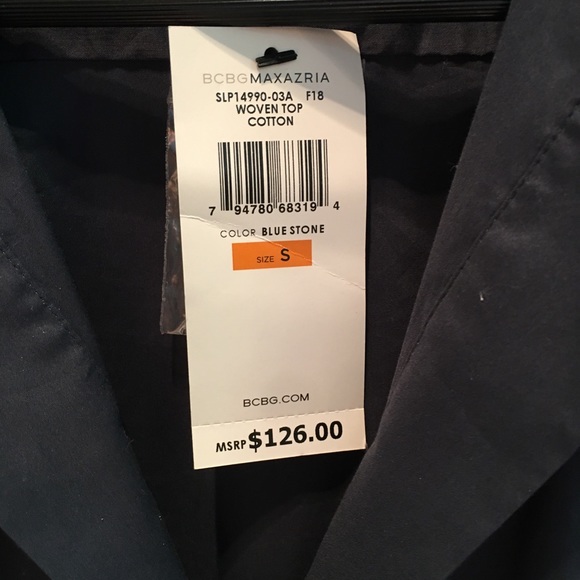 BCBGMAXAZRIA
SLP14990-03A F18
WOVEN TOP
COTTON
7 94780 68319 4
COLOR BLUE STONE
SIZE S
BCBG.COM
MSRP $126.00